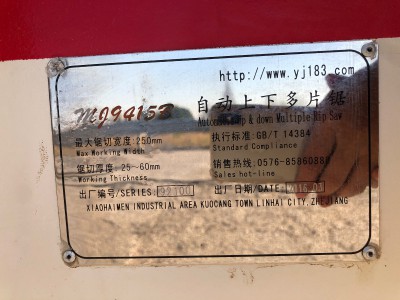 http://www.yj183.com
MJ9415B 自动上下多片锯
Automatic up & down Multiple Rip Saw
最大锯切宽度:250mm 执行标准:GB/T 14384
Max Working Width Standard Compliance
锯切厚度: 25~60mm 销售热线:0576-85860888
Working Thickness Sales hot-line
出厂编号/SERIES: 出厂日期/DATE:
XIAOHAIMEN INDUSTRIAL AREA KUOCANG TOWN LINHAI CITY, ZHEJIANG